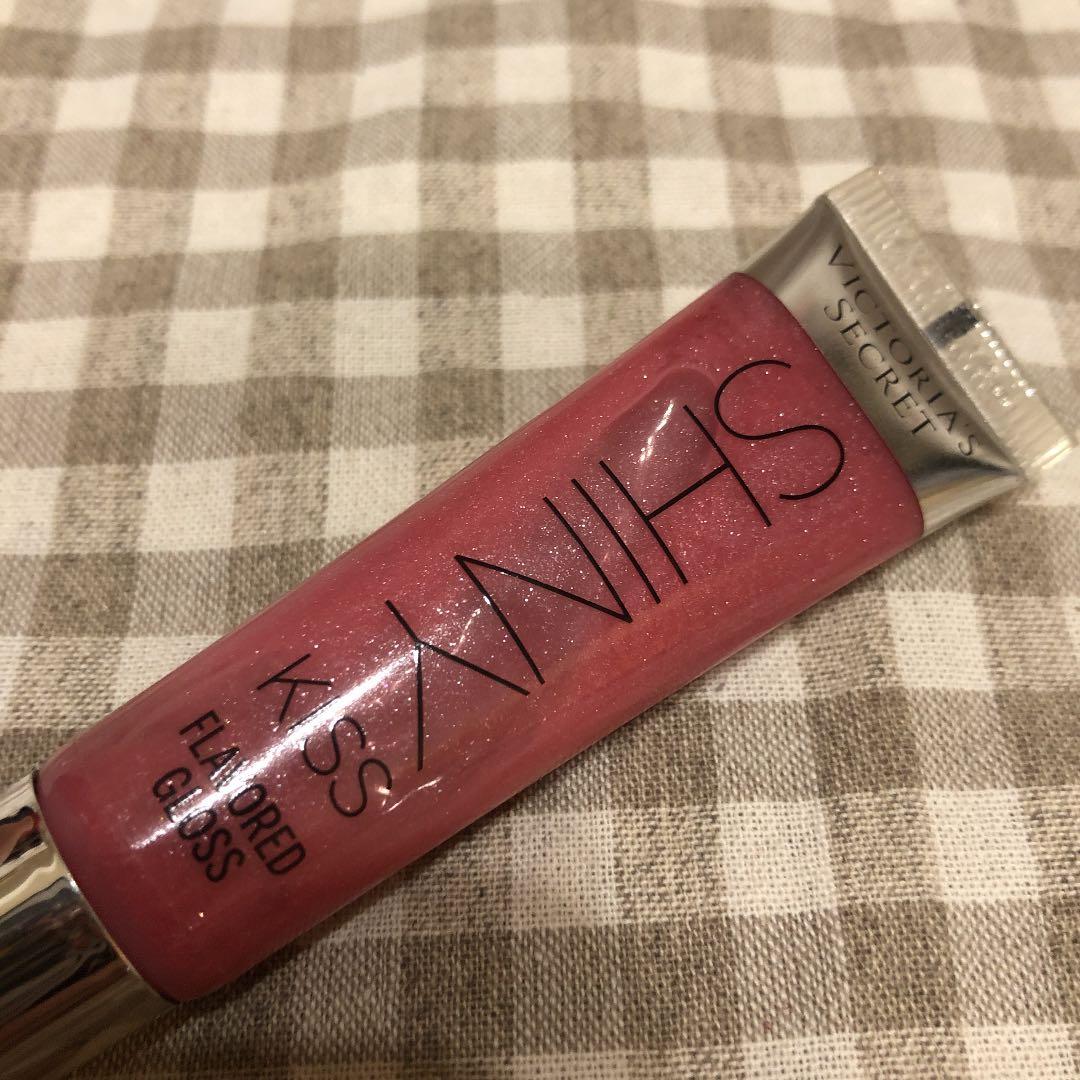 VICTORIA'S
SECRET
SHINY
KISS
FLAVORED
GLOSS